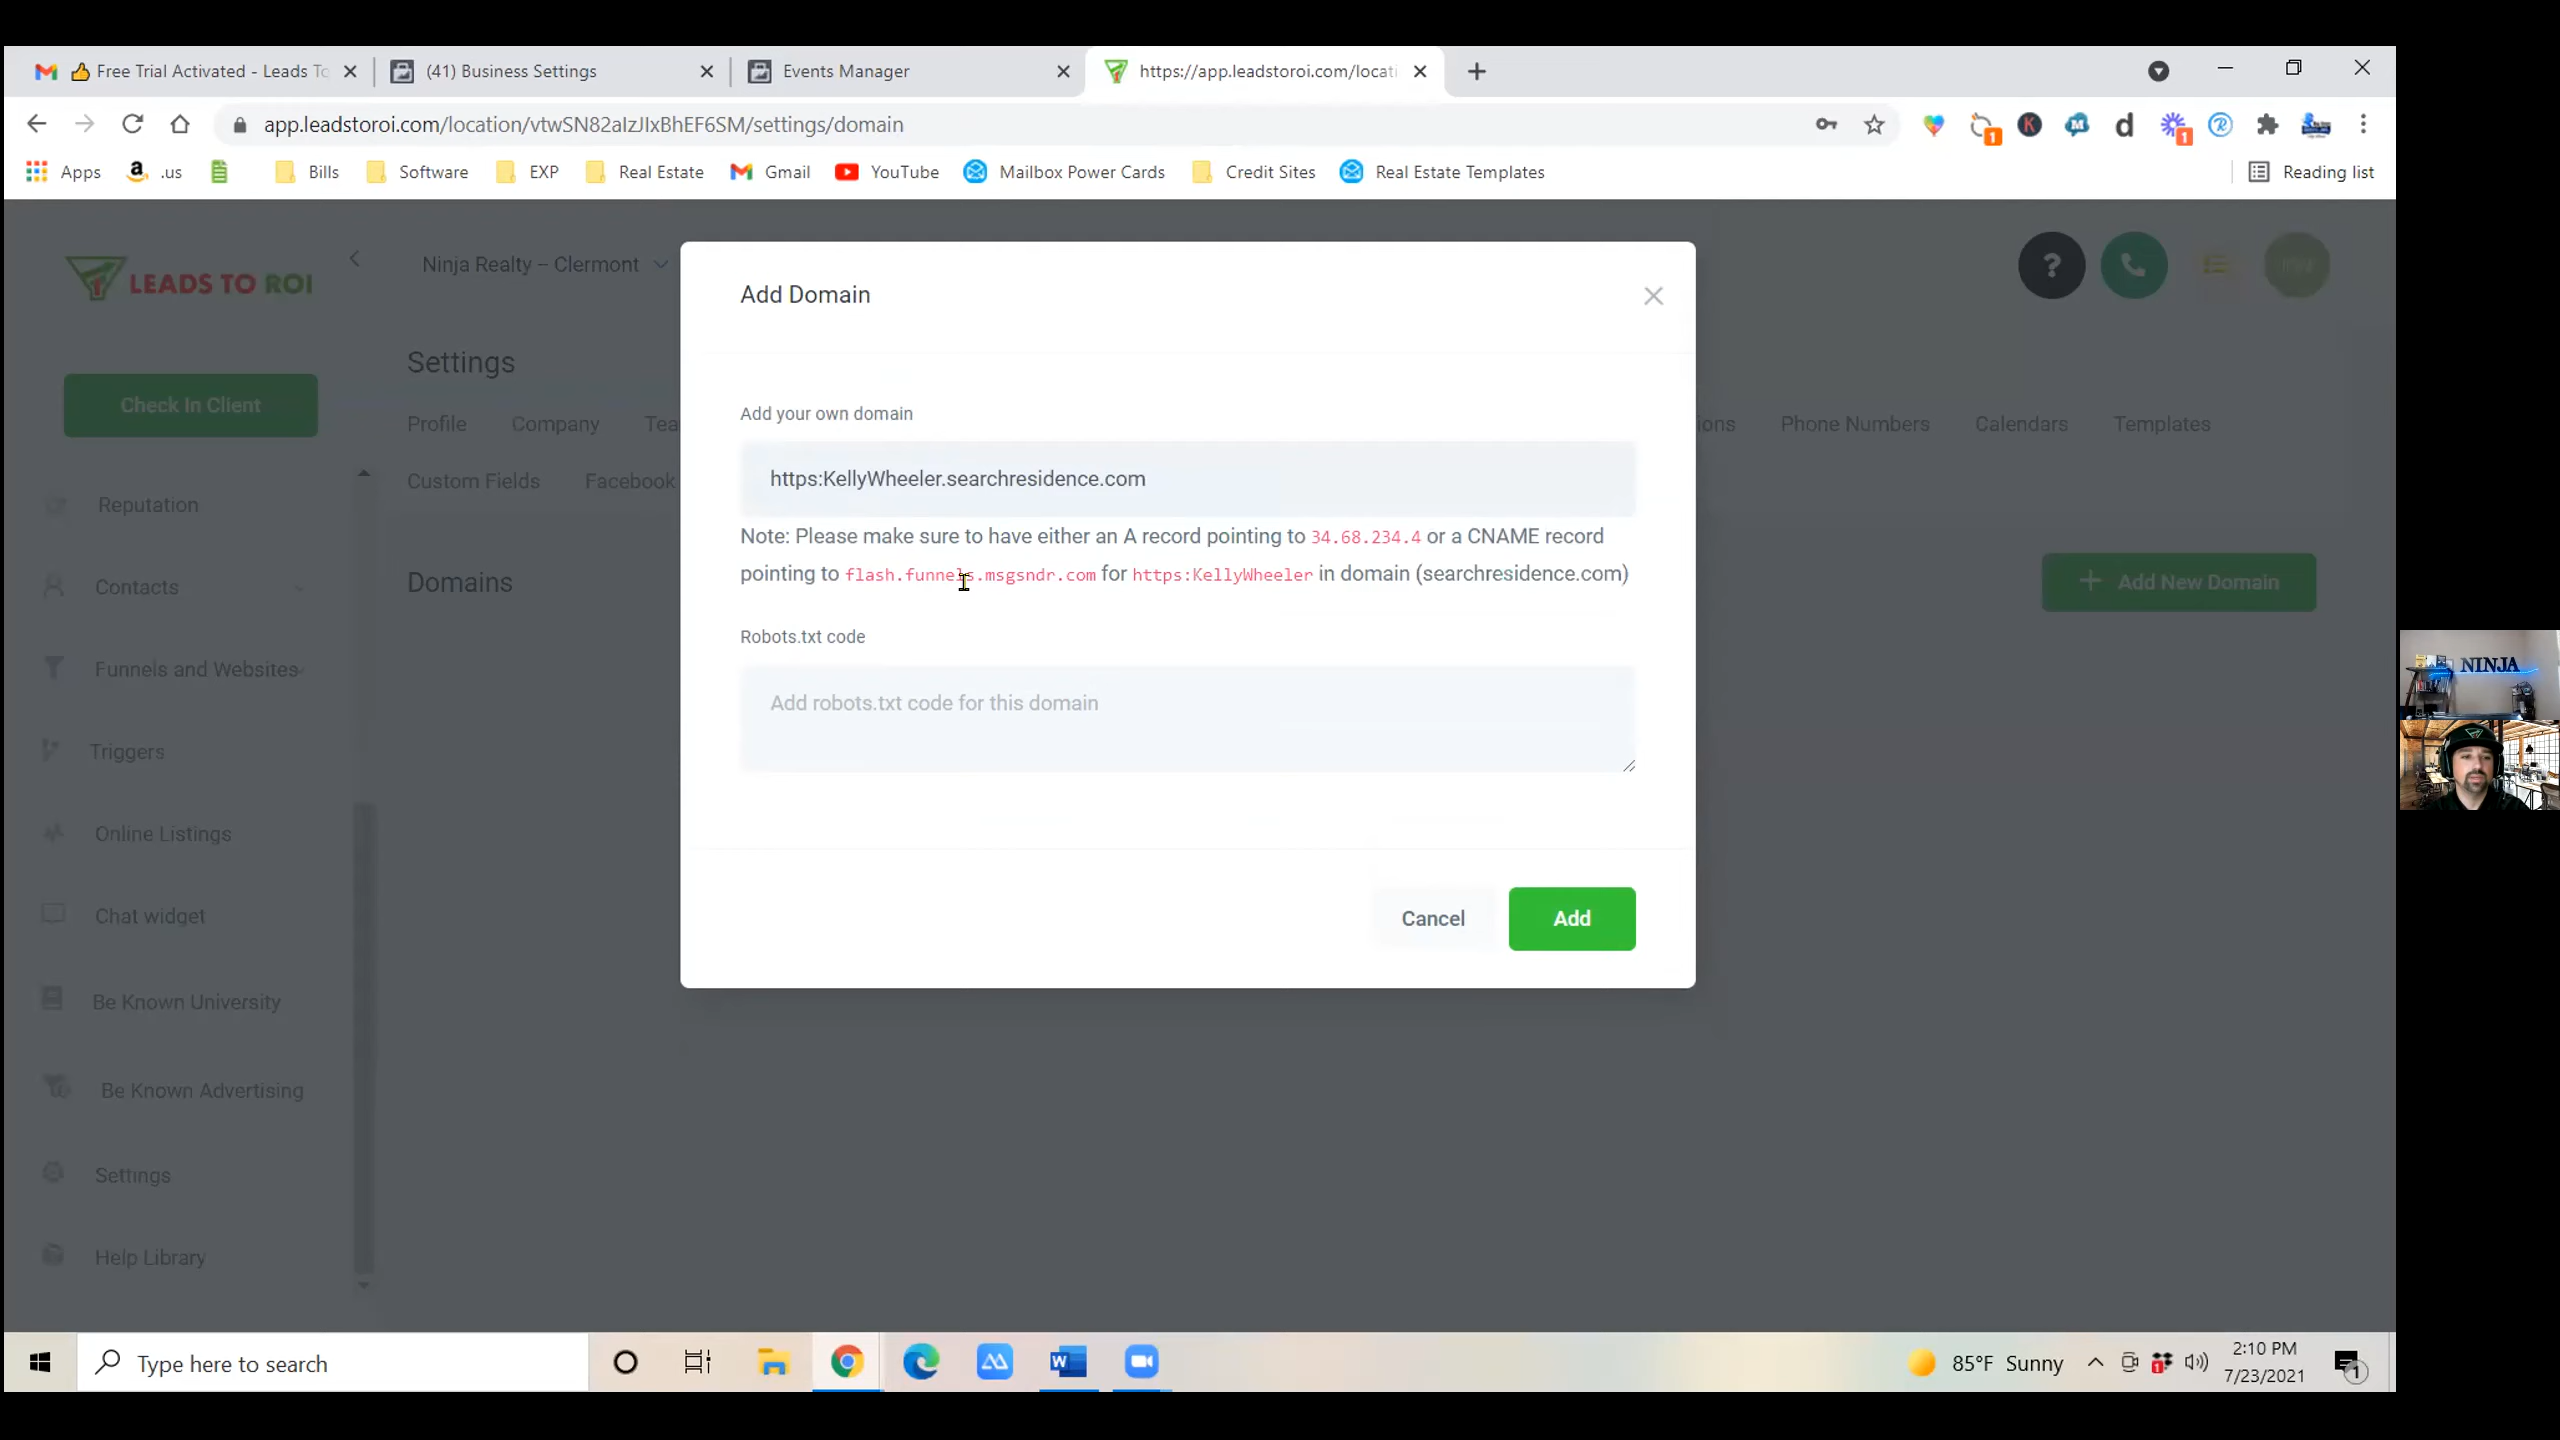 👍 Free Trial Activated - Leads To
(41) Business Settings
Events Manager
https://app.leadstoroi.com/locati
app.leadstoroi.com/location/vtwSN82aIzJIxBhEF6SM/settings/domain
Apps
.us
Bills
Software
EXP
Real Estate
Gmail
YouTube
Mailbox Power Cards
Credit Sites
Real Estate Templates
Reading list
LEADS TO ROI
Ninja Realty – Clermont
Check In Client
Reputation
Contacts
Funnels and Websites
Triggers
Online Listings
Chat widget
Be Known University
Be Known Advertising
Settings
Help Library
Settings
Profile
Company
Tea
ions
Phone Numbers
Calendars
Templates
Custom Fields
Facebook
Domains
+ Add New Domain
Add Domain
Add your own domain
https:KellyWheeler.searchresidence.com
Note: Please make sure to have either an A record pointing to 34.68.234.4 or a CNAME record
pointing to flash.funnels.msgsndr.com for https:KellyWheeler in domain (searchresidence.com)
Robots.txt code
Add robots.txt code for this domain
Cancel
Add
NINJA
Type here to search
85°F Sunny
2:10 PM
7/23/2021
1